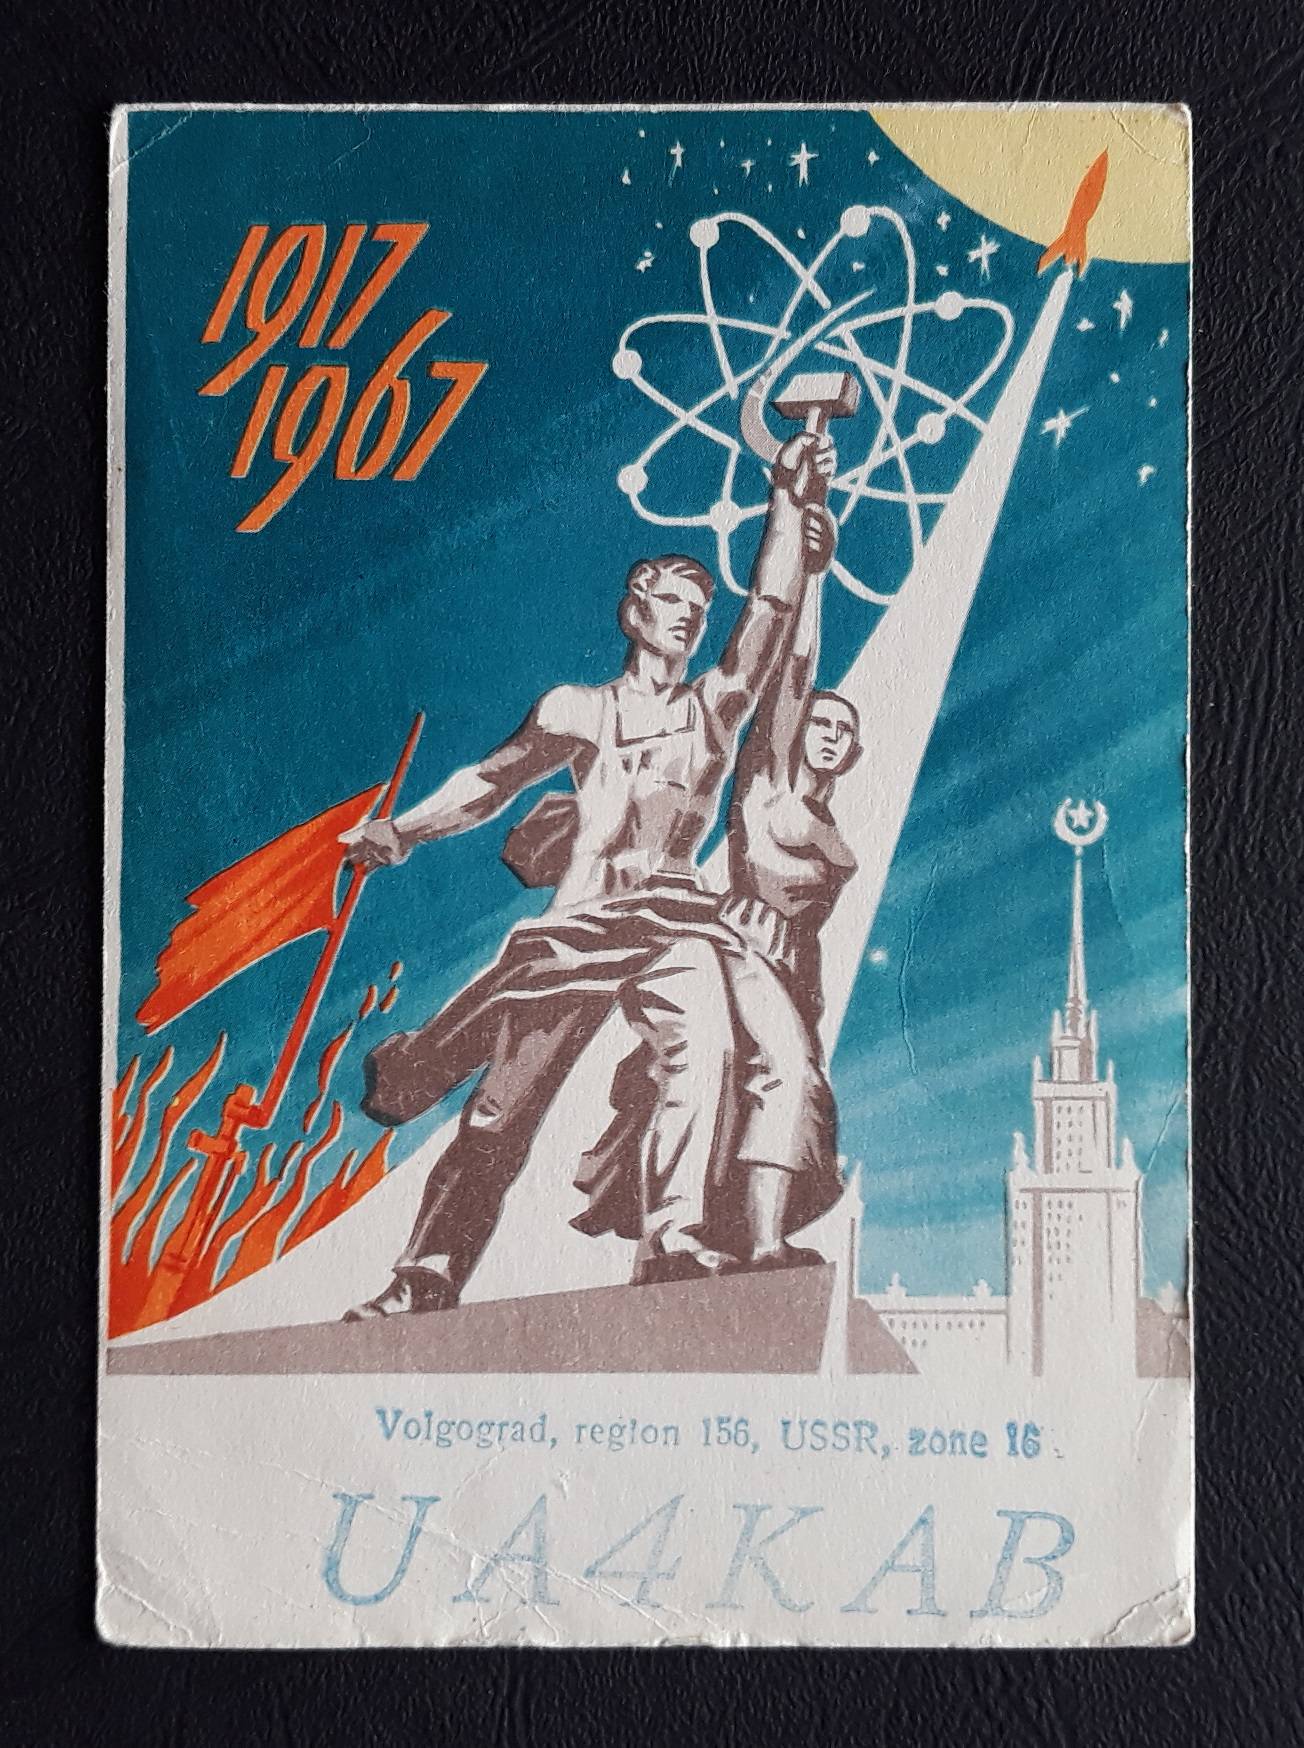 1917
1967
Volgograd, region 156, USSR, zone 16
UA4KAB